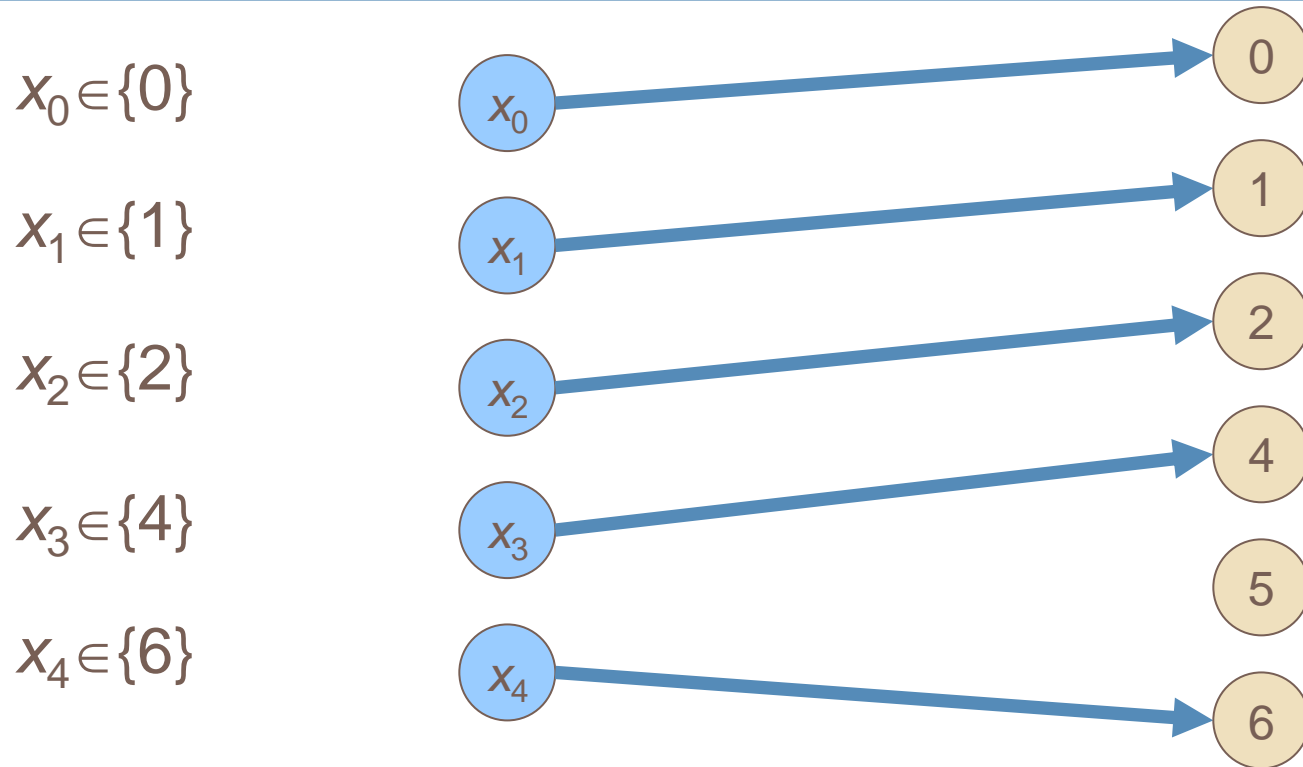 x₀∈{0}
x₁∈{1}
x₂∈{2}
x₃∈{4}
x₄∈{6}
x₀
x₁
x₂
x₃
x₄
0
1
2
4
5
6